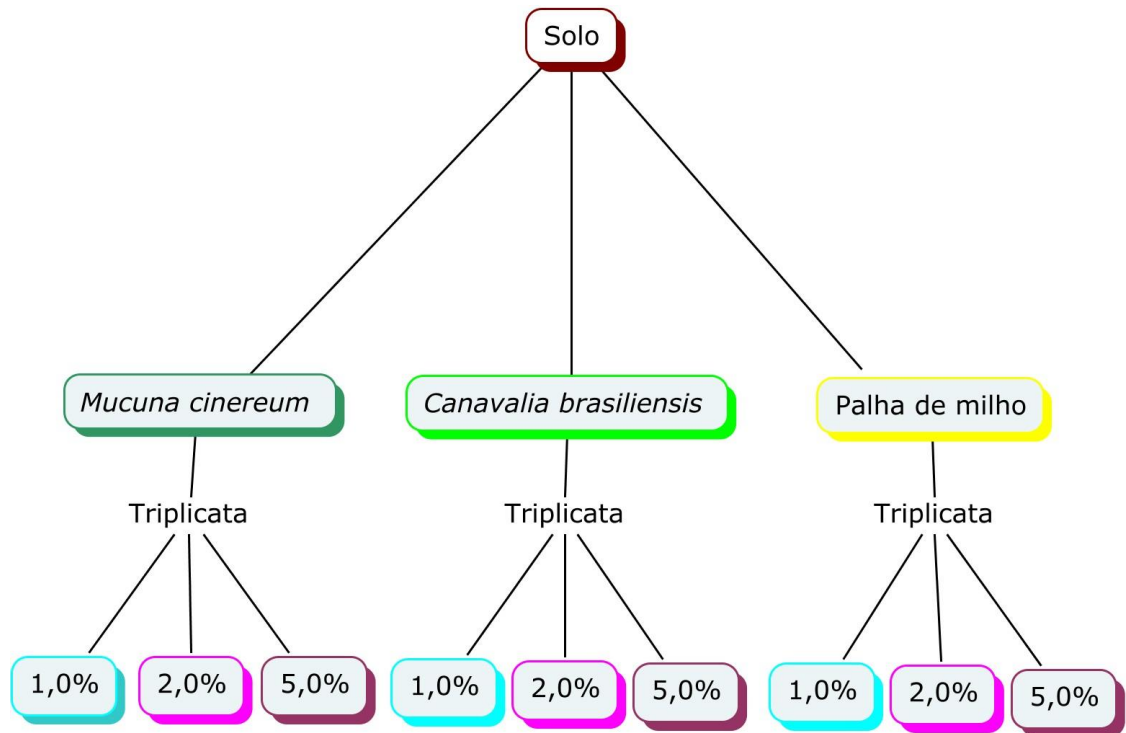 Solo
Mucuna cinereum
Canavalia brasiliensis
Palha de milho
Triplicata
Triplicata
Triplicata
1,0%
2,0%
5,0%
1,0%
2,0%
5,0%
1,0%
2,0%
5,0%